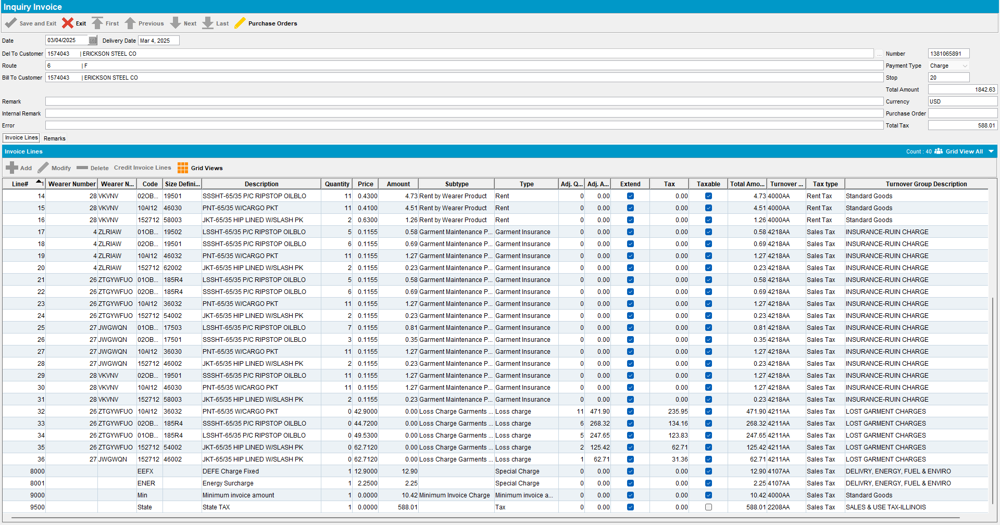 Inquiry Invoice
Save and Exit Exit First Previous Next Last Purchase Orders
Date 03/04/2025 16 Delivery Date Mar 4, 2025
Del To Customer 1574043 | ERICKSON STEEL CO ... Number 1381065891
Route 6 | F Payment Type Charge
Bill To Customer 1574043 | ERICKSON STEEL CO Stop 20
Total Amount 1842.63
Remark Currency USD
Internal Remark Purchase Order
Error Total Tax 588.01
Invoice Lines Remarks
Invoice Lines Count : 40 Grid View All
Add Modify Delete Credit Invoice Lines Grid Views
Line# 1 Wearer Number Wearer N... Code Size Defini... Description Quantity Price Amount Subtype Type Adj. Q... Adj. A... Extend Tax Taxable Total Amo... Turnover ... Tax type Turnover Group Description
14 28 VKVNV 02OB... 19501 SSSHT-65/35 P/C RIPSTOP OILBLO 11 0.4300 4.73 Rent by Wearer Product Rent 0 0.00 0.00 4.73 4000AA Rent Tax Standard Goods
15 28 VKVNV 10AI12 46030 PNT-65/35 W/CARGO PKT 11 0.4100 4.51 Rent by Wearer Product Rent 0 0.00 0.00 4.51 4000AA Rent Tax Standard Goods
16 28 VKVNV 152712 58003 JKT-65/35 HIP LINED W/SLASH PK 2 0.6300 1.26 Rent by Wearer Product Rent 0 0.00 0.00 1.26 4000AA Rent Tax Standard Goods
17 4 ZLRIAW 01OB... 19502 LSSHT-65/35 P/C RIPSTOP OILBLO 5 0.1155 0.58 Garment Maintenance P... Garment Insurance 0 0.00 0.00 0.58 4218AA Sales Tax INSURANCE-RUIN CHARGE
18 4 ZLRIAW 02OB... 19501 SSSHT-65/35 P/C RIPSTOP OILBLO 6 0.1155 0.69 Garment Maintenance P... Garment Insurance 0 0.00 0.00 0.69 4218AA Sales Tax INSURANCE-RUIN CHARGE
19 4 ZLRIAW 10AI12 46032 PNT-65/35 W/CARGO PKT 11 0.1155 1.27 Garment Maintenance P... Garment Insurance 0 0.00 0.00 1.27 4218AA Sales Tax INSURANCE-RUIN CHARGE
20 4 ZLRIAW 152712 62002 JKT-65/35 HIP LINED W/SLASH PK 2 0.1155 0.23 Garment Maintenance P... Garment Insurance 0 0.00 0.00 0.23 4218AA Sales Tax INSURANCE-RUIN CHARGE
21 26 ZTGYWFUO 01OB... 185R4 LSSHT-65/35 P/C RIPSTOP OILBLO 5 0.1155 0.58 Garment Maintenance P... Garment Insurance 0 0.00 0.00 0.58 4218AA Sales Tax INSURANCE-RUIN CHARGE
22 26 ZTGYWFUO 02OB... 185R4 SSSHT-65/35 P/C RIPSTOP OILBLO 6 0.1155 0.69 Garment Maintenance P... Garment Insurance 0 0.00 0.00 0.69 4218AA Sales Tax INSURANCE-RUIN CHARGE
23 26 ZTGYWFUO 10AI12 36032 PNT-65/35 W/CARGO PKT 11 0.1155 1.27 Garment Maintenance P... Garment Insurance 0 0.00 0.00 1.27 4218AA Sales Tax INSURANCE-RUIN CHARGE
24 26 ZTGYWFUO 152712 54002 JKT-65/35 HIP LINED W/SLASH PK 2 0.1155 0.23 Garment Maintenance P... Garment Insurance 0 0.00 0.00 0.23 4218AA Sales Tax INSURANCE-RUIN CHARGE
25 27 JWGWQN 01OB... 17503 LSSHT-65/35 P/C RIPSTOP OILBLO 7 0.1155 0.81 Garment Maintenance P... Garment Insurance 0 0.00 0.00 0.81 4218AA Sales Tax INSURANCE-RUIN CHARGE
26 27 JWGWQN 02OB... 17501 SSSHT-65/35 P/C RIPSTOP OILBLO 3 0.1155 0.35 Garment Maintenance P... Garment Insurance 0 0.00 0.00 0.35 4218AA Sales Tax INSURANCE-RUIN CHARGE
27 27 JWGWQN 10AI12 36030 PNT-65/35 W/CARGO PKT 11 0.1155 1.27 Garment Maintenance P... Garment Insurance 0 0.00 0.00 1.27 4218AA Sales Tax INSURANCE-RUIN CHARGE
28 27 JWGWQN 152712 46002 JKT-65/35 HIP LINED W/SLASH PK 2 0.1155 0.23 Garment Maintenance P... Garment Insurance 0 0.00 0.00 0.23 4218AA Sales Tax INSURANCE-RUIN CHARGE
29 28 VKVNV 02OB... 19501 SSSHT-65/35 P/C RIPSTOP OILBLO 11 0.1155 1.27 Garment Maintenance P... Garment Insurance 0 0.00 0.00 1.27 4218AA Sales Tax INSURANCE-RUIN CHARGE
30 28 VKVNV 10AI12 46030 PNT-65/35 W/CARGO PKT 11 0.1155 1.27 Garment Maintenance P... Garment Insurance 0 0.00 0.00 1.27 4218AA Sales Tax INSURANCE-RUIN CHARGE
31 28 VKVNV 152712 58003 JKT-65/35 HIP LINED W/SLASH PK 2 0.1155 0.23 Garment Maintenance P... Garment Insurance 0 0.00 0.00 0.23 4218AA Sales Tax INSURANCE-RUIN CHARGE
32 26 ZTGYWFUO 10AI12 36032 PNT-65/35 W/CARGO PKT 0 42.9000 0.00 Loss Charge Garments ... Loss charge 11 471.90 235.95 471.90 4211AA Sales Tax LOST GARMENT CHARGES
33 26 ZTGYWFUO 02OB... 185R4 SSSHT-65/35 P/C RIPSTOP OILBLO 0 44.7200 0.00 Loss Charge Garments ... Loss charge 6 268.32 134.16 268.32 4211AA Sales Tax LOST GARMENT CHARGES
34 26 ZTGYWFUO 01OB... 185R4 LSSHT-65/35 P/C RIPSTOP OILBLO 0 49.5300 0.00 Loss Charge Garments ... Loss charge 5 247.65 123.83 247.65 4211AA Sales Tax LOST GARMENT CHARGES
35 26 ZTGYWFUO 152712 54002 JKT-65/35 HIP LINED W/SLASH PK 0 62.7120 0.00 Loss Charge Garments ... Loss charge 2 125.42 62.71 125.42 4211AA Sales Tax LOST GARMENT CHARGES
36 27 JWGWQN 152712 46002 JKT-65/35 HIP LINED W/SLASH PK 0 62.7120 0.00 Loss Charge Garments ... Loss charge 1 62.71 31.36 62.71 4211AA Sales Tax LOST GARMENT CHARGES
8000 EEFX DEFE Charge Fixed 1 12.9000 12.90 Special Charge 0 0.00 0.00 12.90 4107AA Sales Tax DELIVRY, ENERGY, FUEL & ENVIRO
8001 ENER Energy Surcharge 1 2.2500 2.25 Special Charge 0 0.00 0.00 2.25 4107AA Sales Tax DELIVRY, ENERGY, FUEL & ENVIRO
9000 Min Minimum invoice amount 1 0.0000 10.42 Minimum Invoice Charge Minimum invoice a... 0 0.00 0.00 10.42 4000AA Sales Tax Standard Goods
9500 State State TAX 1 0.0000 588.01 Tax 0 0.00 0.00 588.01 2208AA Sales Tax SALES & USE TAX-ILLINOIS